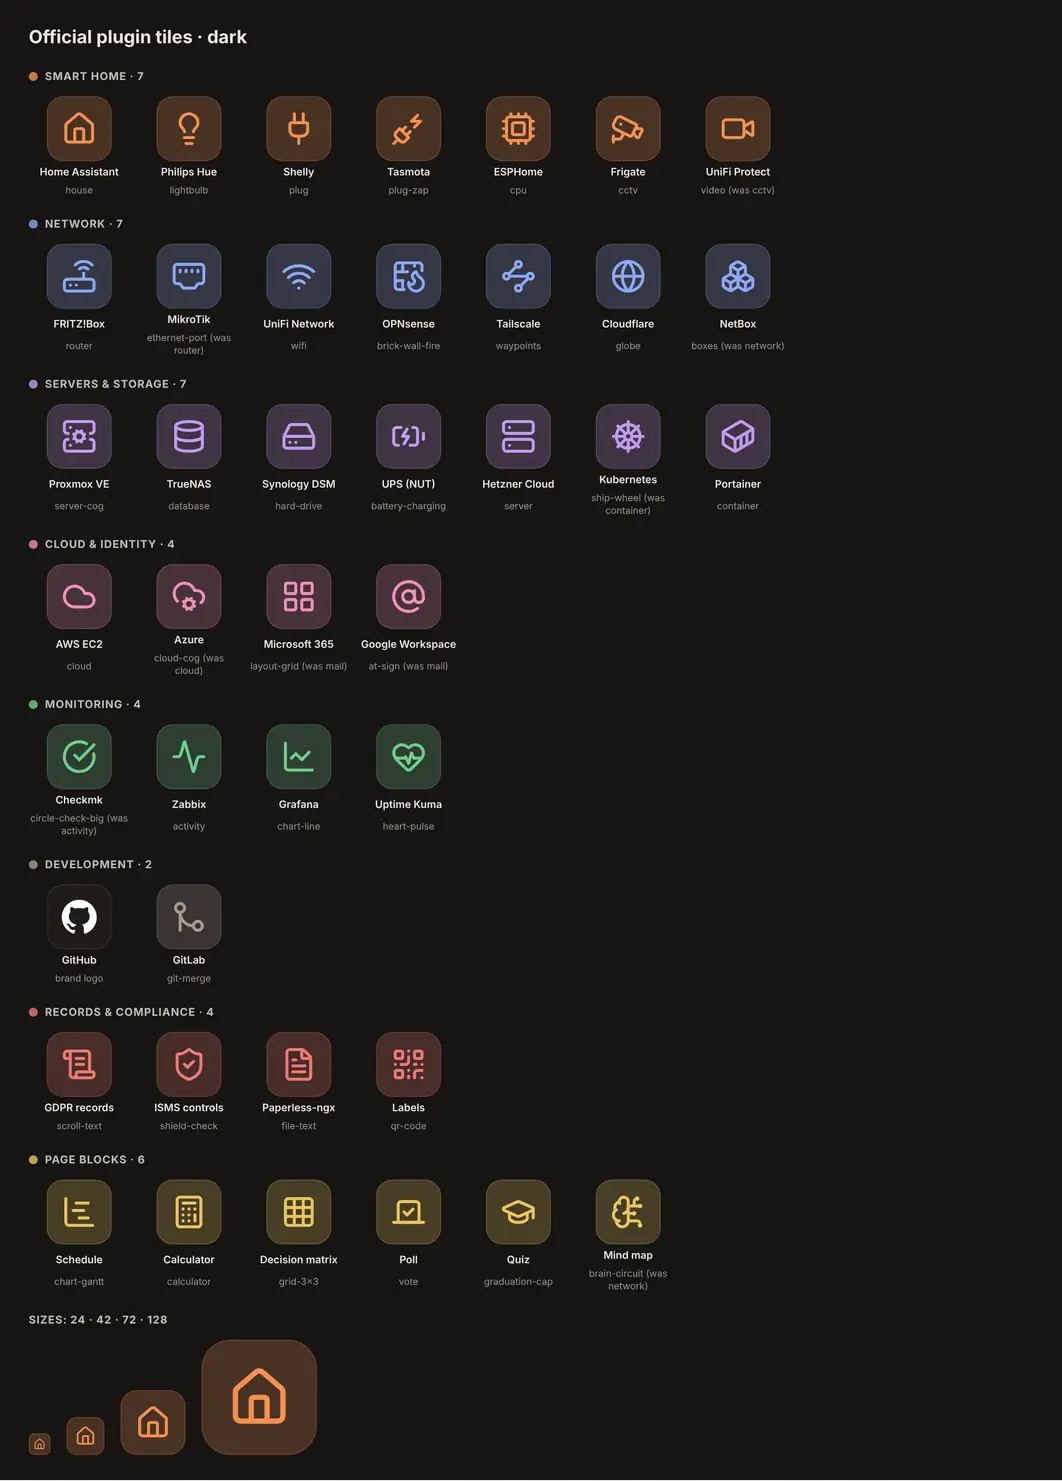 Official plugin tiles · dark
SMART HOME · 7
Home Assistant
house
Philips Hue
lightbulb
Shelly
plug
Tasmota
plug-zap
ESPHome
cpu
Frigate
cctv
UniFi Protect
video (was cctv)
NETWORK · 7
FRITZ!Box
router
MikroTik
ethernet-port (was
router)
UniFi Network
wifi
OPNsense
brick-wall-fire
Tailscale
waypoints
Cloudflare
globe
NetBox
boxes (was network)
SERVERS & STORAGE · 7
Proxmox VE
server-cog
TrueNAS
database
Synology DSM
hard-drive
UPS (NUT)
battery-charging
Hetzner Cloud
server
Kubernetes
ship-wheel (was
container)
Portainer
container
CLOUD & IDENTITY · 4
AWS EC2
cloud
Azure
cloud-cog (was
cloud)
Microsoft 365
layout-grid (was mail)
Google Workspace
at-sign (was mail)
MONITORING · 4
Checkmk
circle-check-big (was
activity)
Zabbix
activity
Grafana
chart-line
Uptime Kuma
heart-pulse
DEVELOPMENT · 2
GitHub
brand logo
GitLab
git-merge
RECORDS & COMPLIANCE · 4
GDPR records
scroll-text
ISMS controls
shield-check
Paperless-ngx
file-text
Labels
qr-code
PAGE BLOCKS · 6
Schedule
chart-gantt
Calculator
calculator
Decision matrix
grid-3×3
Poll
vote
Quiz
graduation-cap
Mind map
brain-circuit (was
network)
SIZES: 24 · 42 · 72 · 128